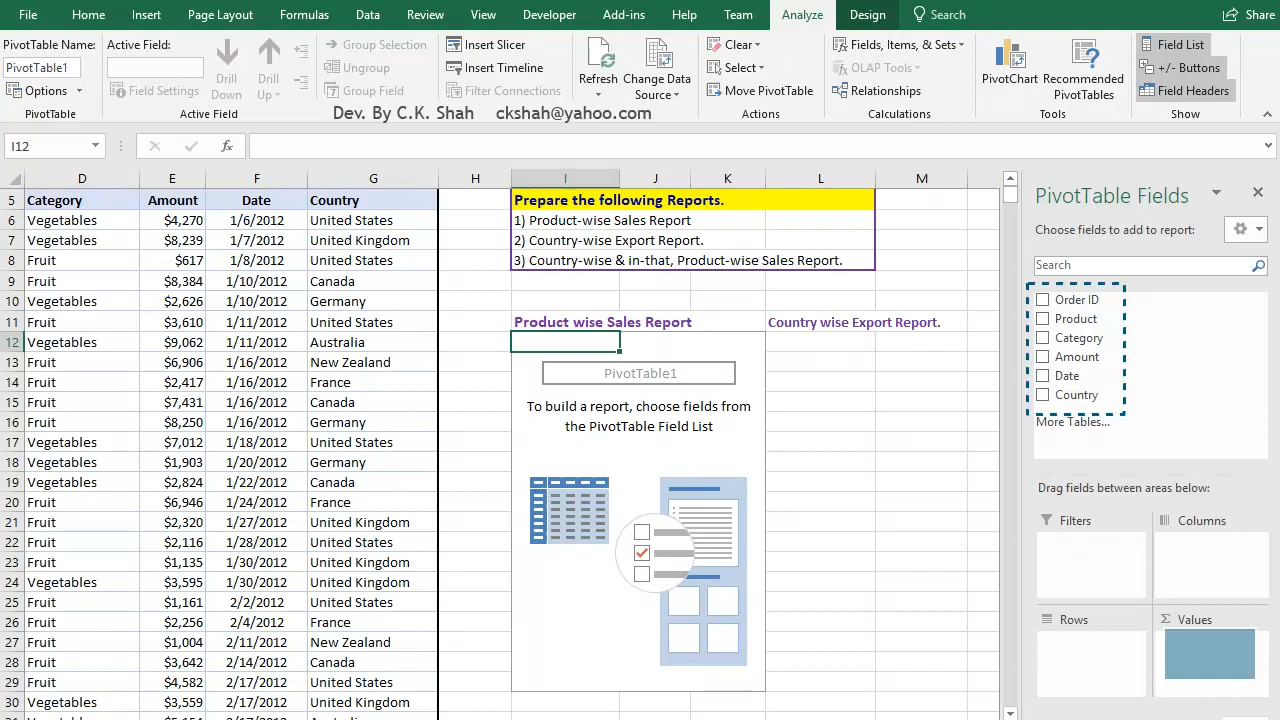 File Home Insert Page Layout Formulas Data Review View Developer Add-ins Help Team Analyze Design Search Share
PivotTable Name: Active Field: Group Selection Insert Slicer Clear Fields, Items, & Sets Field List
PivotTable1 Drill Down Drill Up Ungroup Insert Timeline Refresh Change Data Source Select OLAP Tools PivotChart Recommended PivotTables +/- Buttons
Options Field Settings Group Field Filter Connections Move PivotTable Relationships Field Headers
PivotTable Active Field Dev. By C.K. Shah ckshah@yahoo.com Actions Calculations Tools Show
I12 fx
D E F G H I J K L M
5 Category Amount Date Country Prepare the following Reports.
6 Vegetables $4,270 1/6/2012 United States 1) Product-wise Sales Report
7 Vegetables $8,239 1/7/2012 United Kingdom 2) Country-wise Export Report.
8 Fruit $617 1/8/2012 United States 3) Country-wise & in-that, Product-wise Sales Report.
9 Fruit $8,384 1/10/2012 Canada
10 Vegetables $2,626 1/10/2012 Germany
11 Fruit $3,610 1/11/2012 United States Product wise Sales Report Country wise Export Report.
12 Vegetables $9,062 1/11/2012 Australia
13 Fruit $6,906 1/16/2012 New Zealand PivotTable1
14 Fruit $2,417 1/16/2012 France
15 Fruit $7,431 1/16/2012 Canada To build a report, choose fields from
16 Fruit $8,250 1/16/2012 Germany the PivotTable Field List
17 Vegetables $7,012 1/18/2012 United States
18 Vegetables $1,903 1/20/2012 Germany
19 Vegetables $2,824 1/22/2012 Canada
20 Fruit $6,946 1/24/2012 France
21 Fruit $2,320 1/27/2012 United Kingdom
22 Fruit $2,116 1/28/2012 United States
23 Fruit $1,135 1/30/2012 United Kingdom
24 Vegetables $3,595 1/30/2012 United Kingdom
25 Fruit $1,161 2/2/2012 United States
26 Fruit $2,256 2/4/2012 France
27 Fruit $1,004 2/11/2012 New Zealand
28 Fruit $3,642 2/14/2012 Canada
29 Fruit $4,582 2/17/2012 United States
30 Vegetables $3,559 2/17/2012 United Kingdom
PivotTable Fields
Choose fields to add to report:
Search
Order ID
Product
Category
Amount
Date
Country
More Tables...
Drag fields between areas below:
Filters Columns
Rows Σ Values